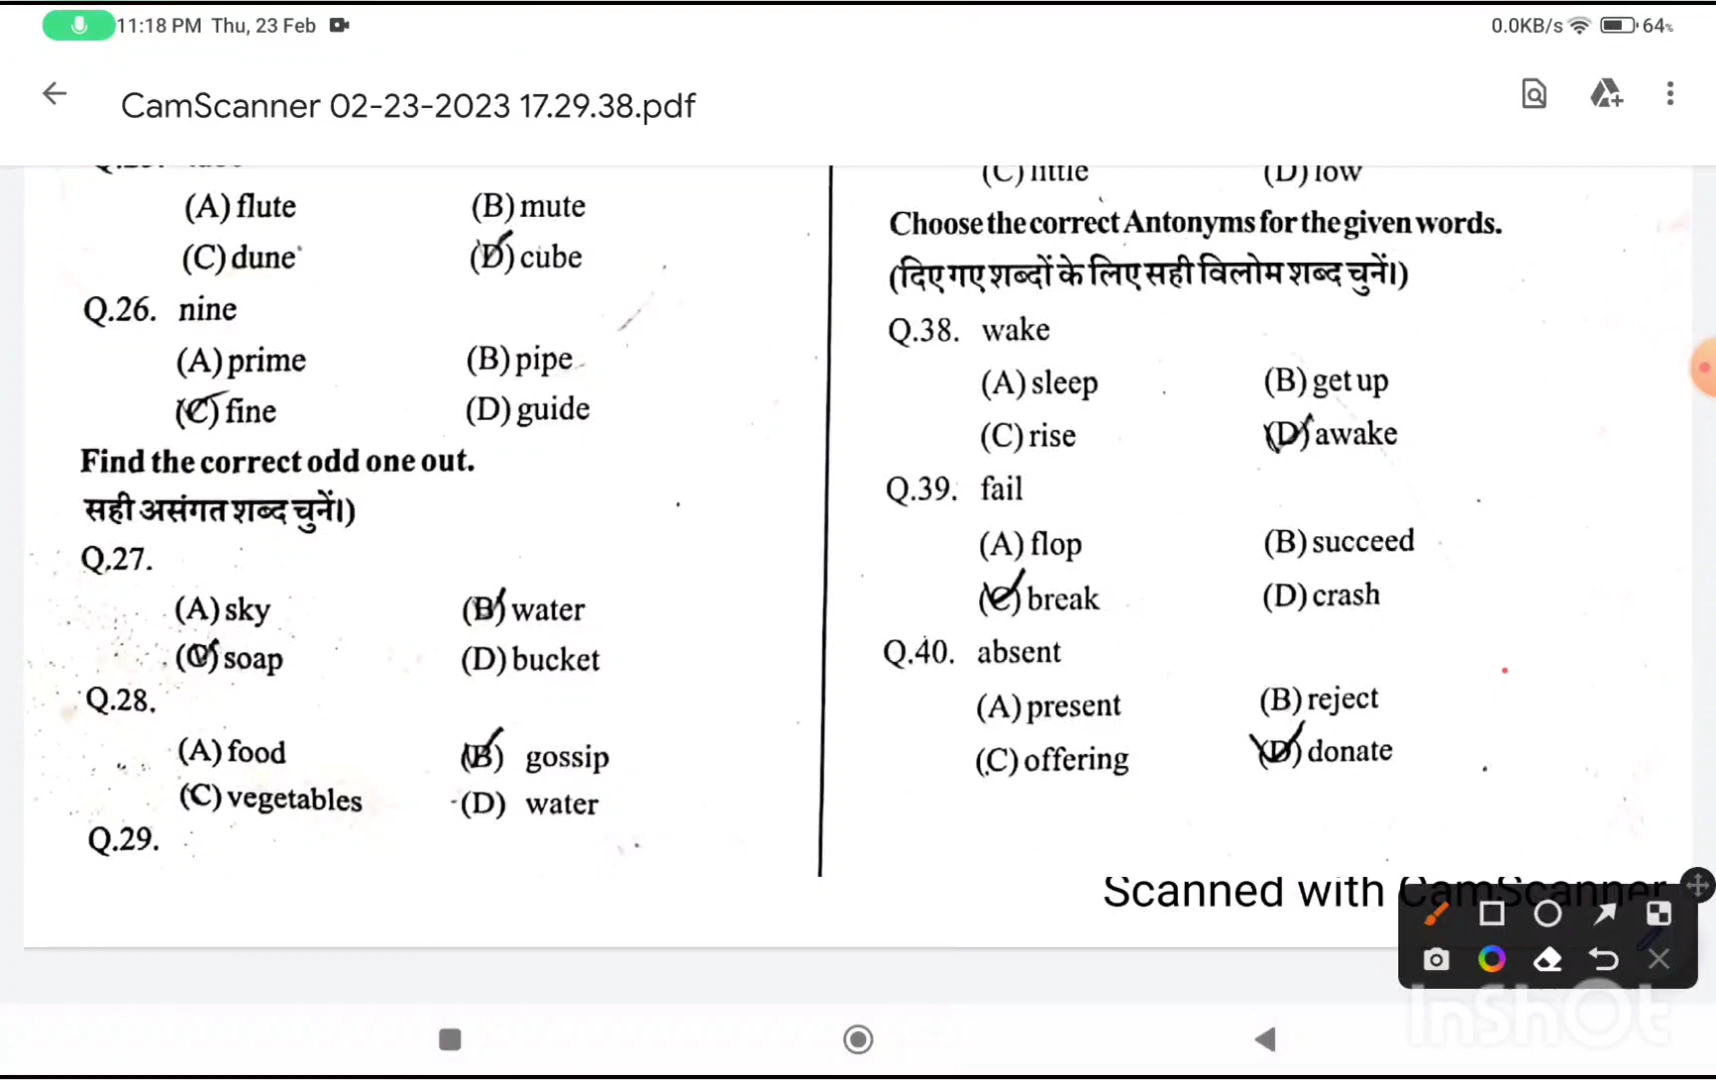 11:18 PM Thu, 23 Feb
0.0KB/s 64%
CamScanner 02-23-2023 17.29.38.pdf
(A) flute (B) mute
(C) dune (D) cube
Q.26. nine
(A) prime (B) pipe
(C) fine (D) guide
Find the correct odd one out.
सही असंगत शब्द चुनें।)
Q.27.
(A) sky (B) water
(C) soap (D) bucket
Q.28.
(A) food (B) gossip
(C) vegetables (D) water
Q.29.
(C) little (D) low
Choose the correct Antonyms for the given words.
(दिए गए शब्दों के लिए सही विलोम शब्द चुनें।)
Q.38. wake
(A) sleep (B) get up
(C) rise (D) awake
Q.39. fail
(A) flop (B) succeed
(C) break (D) crash
Q.40. absent
(A) present (B) reject
(C) offering (D) donate
Scanned with CamScanner
InShOt